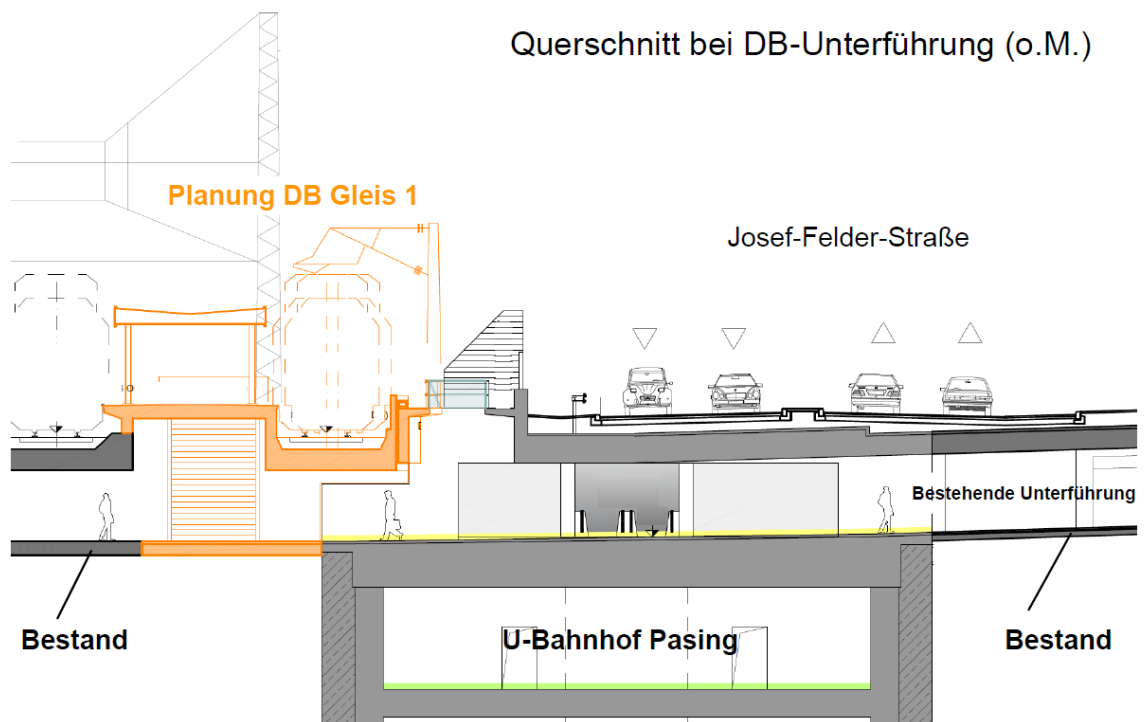 Querschnitt bei DB-Unterführung (o.M.)
Planung DB Gleis 1
Josef-Felder-Straße
Bestehende Unterführung
Bestand
U-Bahnhof Pasing
Bestand